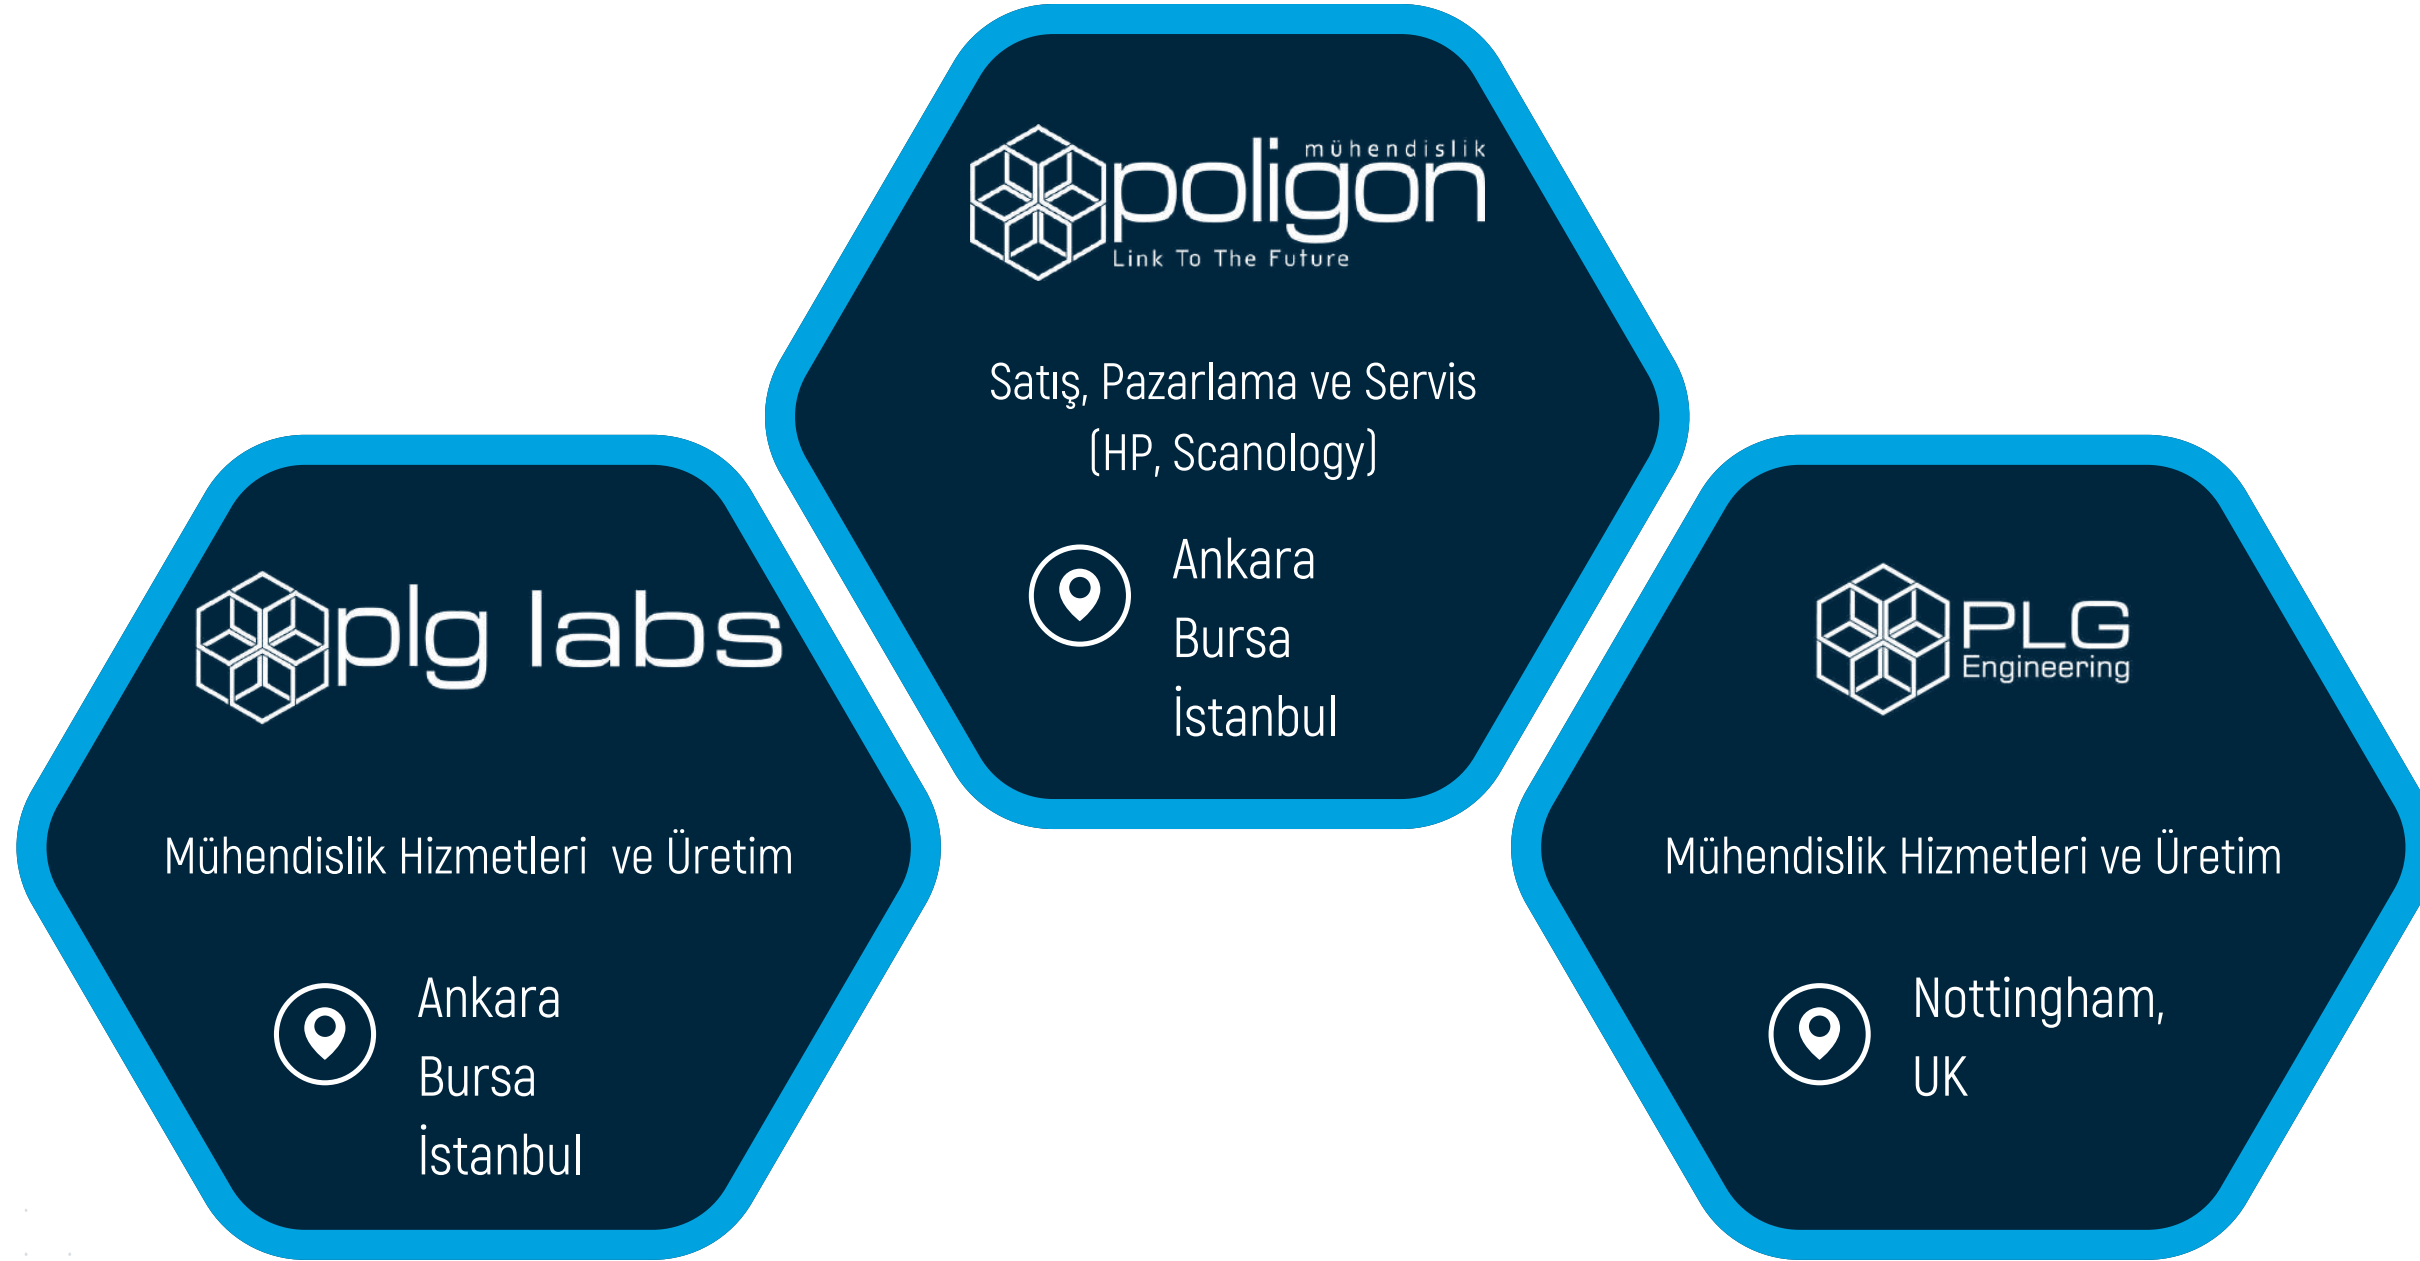 mühendislik
poligon
Link To The Future
Satış, Pazarlama ve Servis
(HP, Scanology)
Ankara
Bursa
İstanbul
plg labs
Mühendislik Hizmetleri ve Üretim
Ankara
Bursa
İstanbul
PLG
Engineering
Mühendislik Hizmetleri ve Üretim
Nottingham,
UK